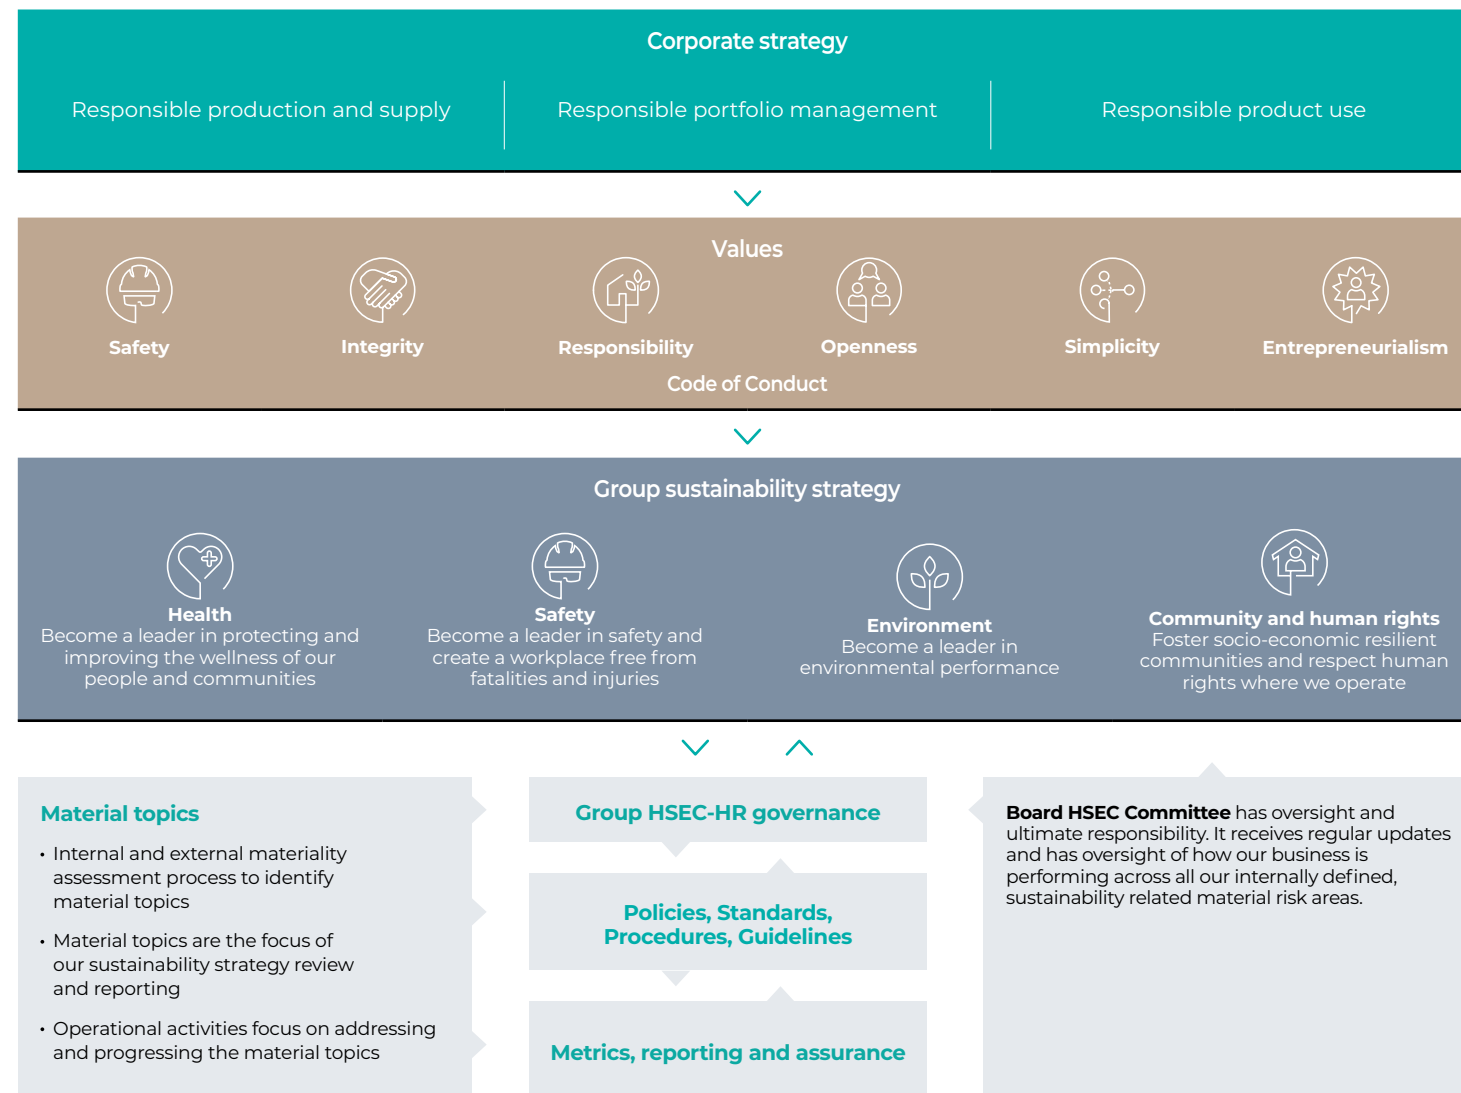 Corporate strategy
Responsible production and supply
Responsible portfolio management
Responsible product use
Values
Safety
Integrity
Responsibility
Openness
Simplicity
Entrepreneurialism
Code of Conduct
Group sustainability strategy
Health
Become a leader in protecting and
improving the wellness of our
people and communities
Safety
Become a leader in safety and
create a workplace free from
fatalities and injuries
Environment
Become a leader in
environmental performance
Community and human rights
Foster socio-economic resilient
communities and respect human
rights where we operate
Material topics
• Internal and external materiality
assessment process to identify
material topics
• Material topics are the focus of
our sustainability strategy review
and reporting
• Operational activities focus on addressing
and progressing the material topics
Group HSEC-HR governance
Policies, Standards,
Procedures, Guidelines
Metrics, reporting and assurance
Board HSEC Committee has oversight and
ultimate responsibility. It receives regular updates
and has oversight of how our business is
performing across all our internally defined,
sustainability related material risk areas.